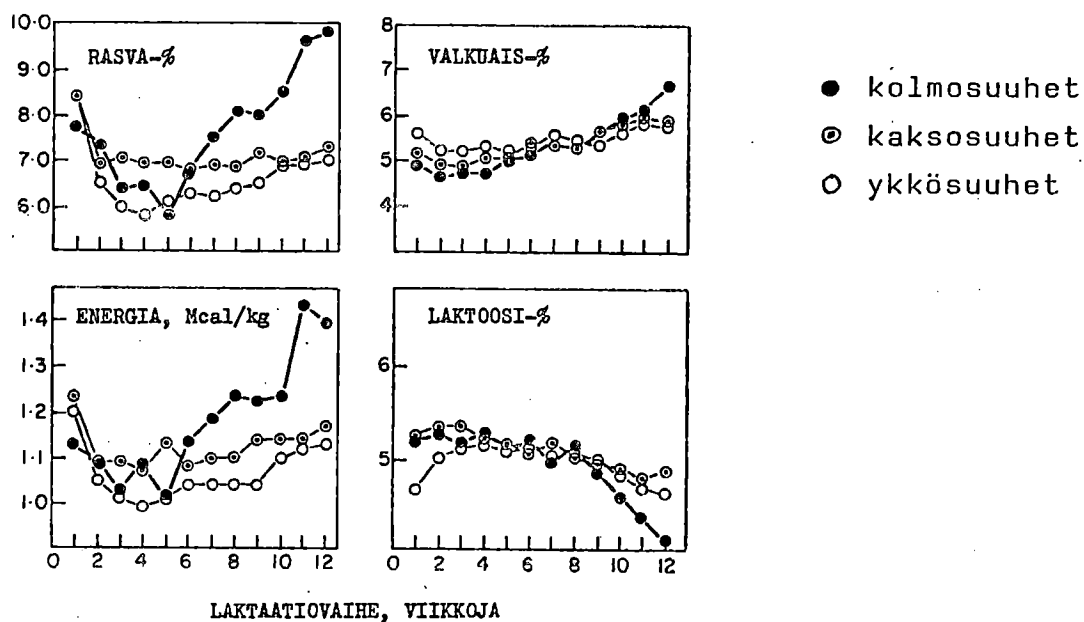 RASVA-%
10.0
9.0
8.0
7.0
6.0
VALKUAIS-%
8
7
6
5
4
● kolmosuuhet
◉ kaksosuuhet
○ ykkösuuhet
ENERGIA, Mcal/kg
1.4
1.3
1.2
1.1
1.0
0 2 4 6 8 10 12
LAKTOOSI-%
6
5
0 2 4 6 8 10 12
LAKTAATIOVAIHE, VIIKKOJA